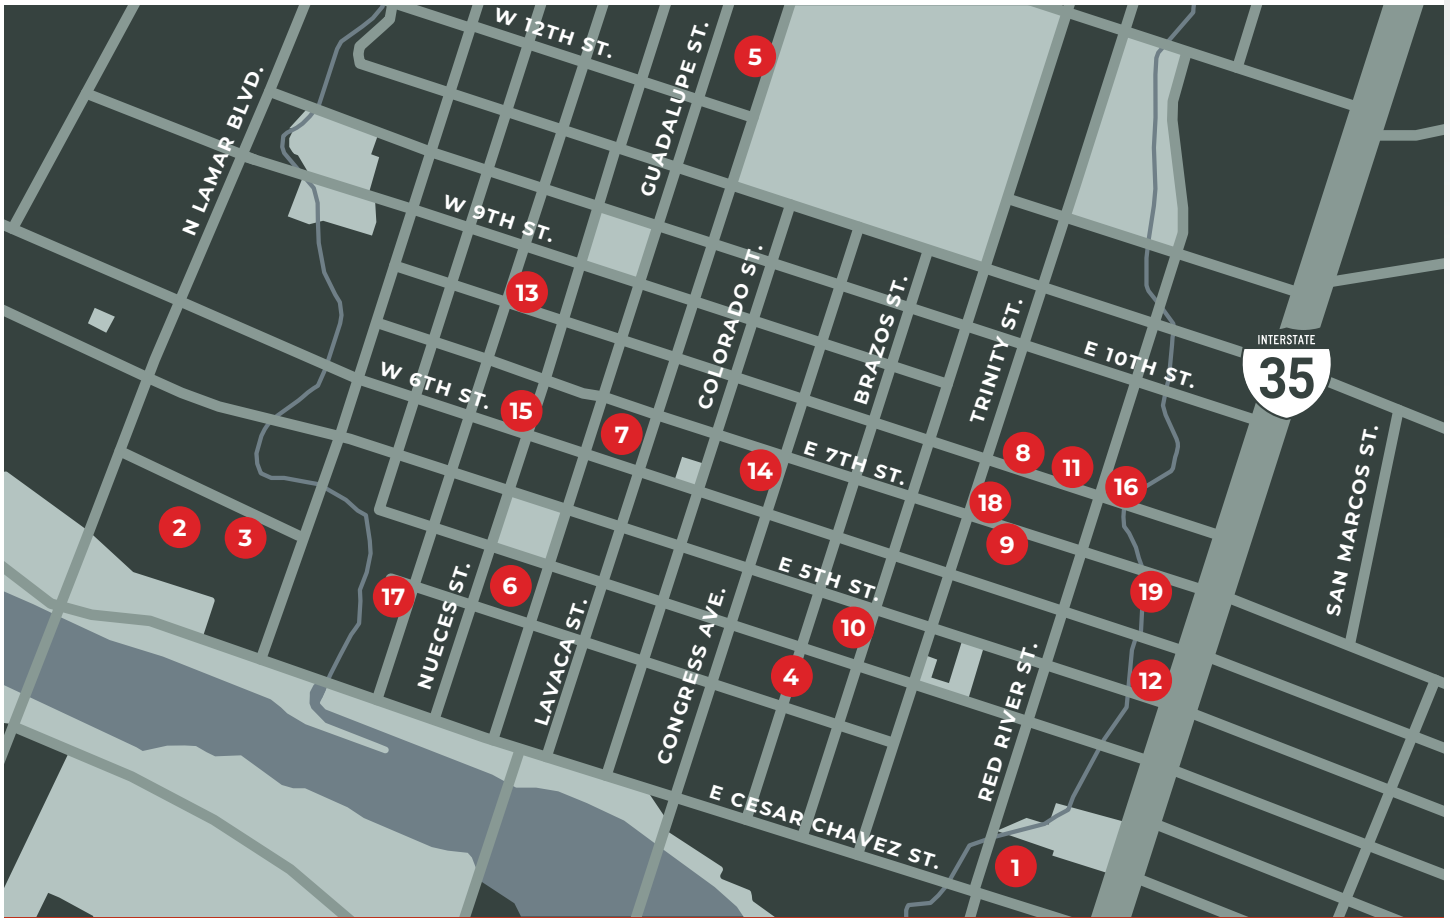 W 12TH ST.
GUADALUPE ST.
5
N LAMAR BLVD.
W 9TH ST.
13
COLORADO ST.
BRAZOS ST.
TRINITY ST.
E 10TH ST.
INTERSTATE
35
W 6TH ST.
15
7
14
E 7TH ST.
8
11
16
18
9
SAN MARCOS ST.
2
3
17
NUECES ST.
6
LAVACA ST.
E 5TH ST.
10
19
12
4
CONGRESS AVE.
RED RIVER ST.
E CESAR CHAVEZ ST.
1